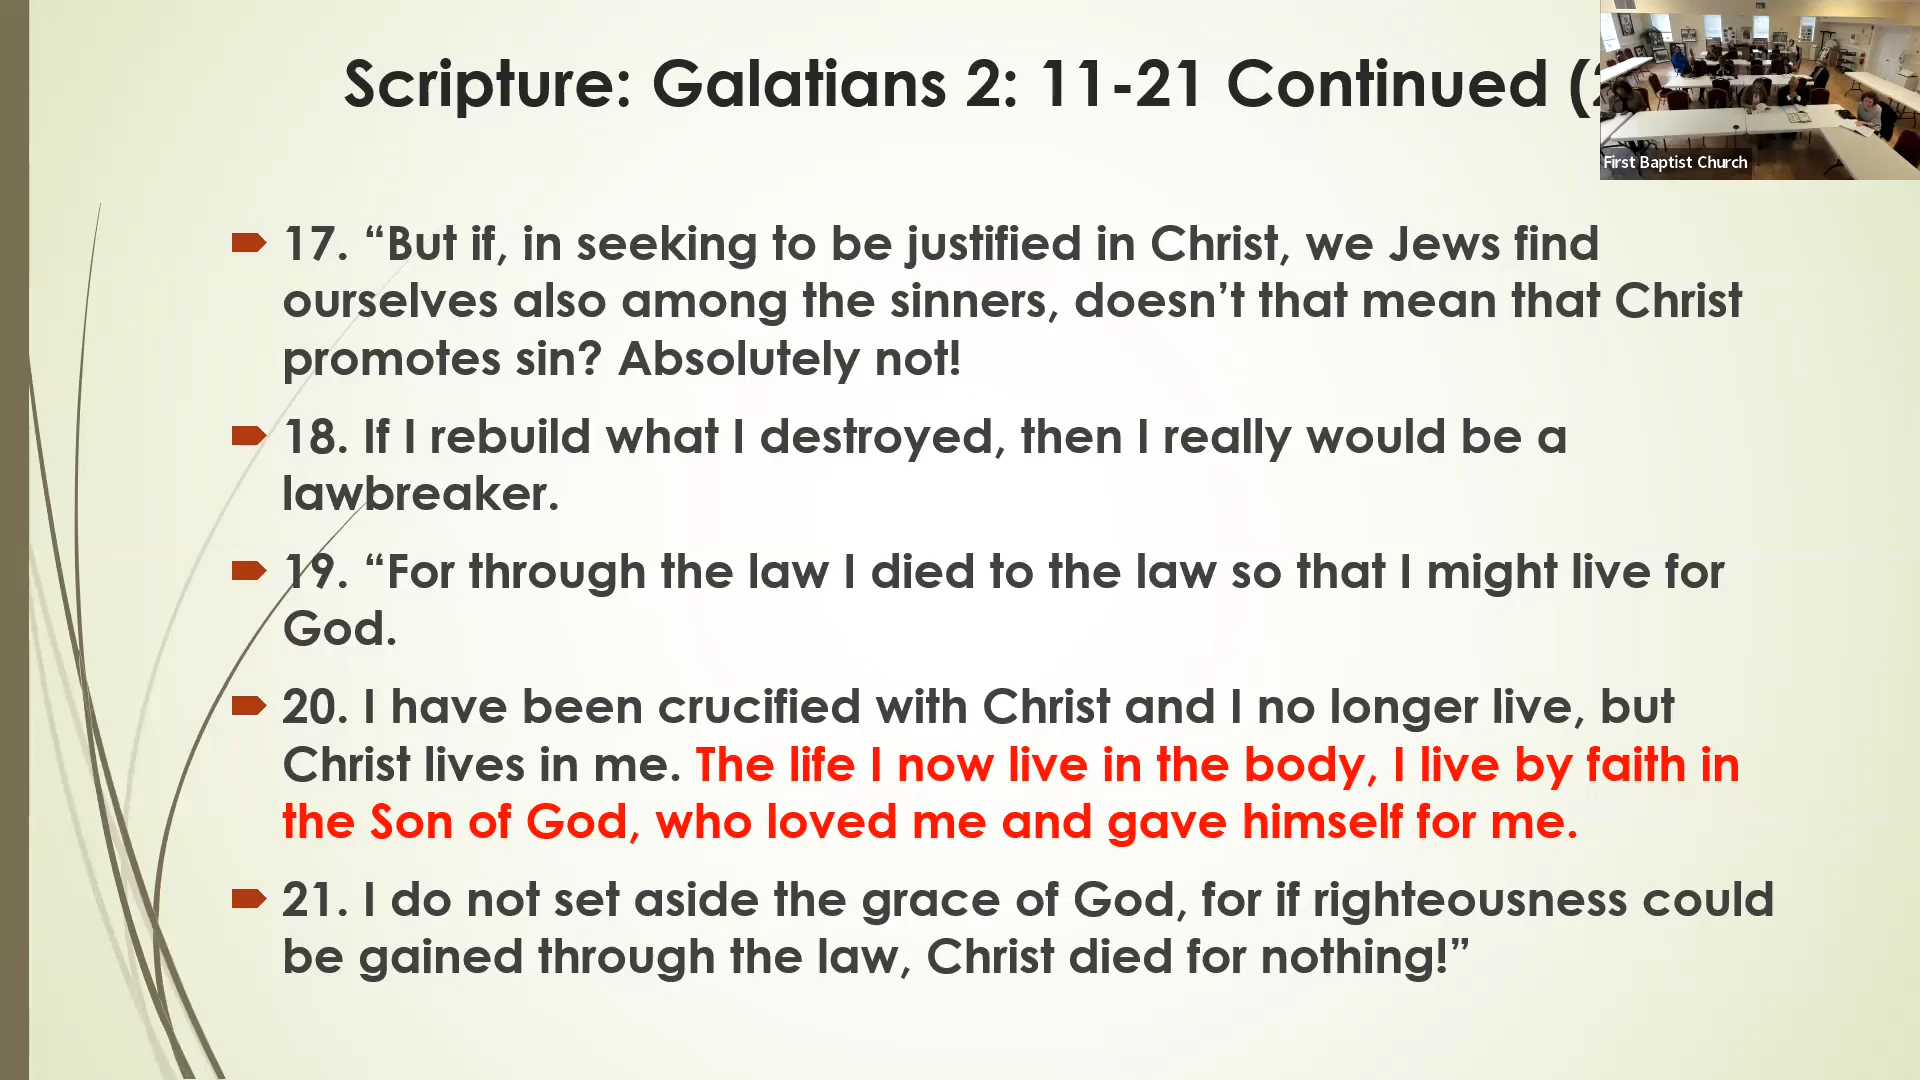 Scripture: Galatians 2: 11-21 Continued (
First Baptist Church
17. “But if, in seeking to be justified in Christ, we Jews find
ourselves also among the sinners, doesn’t that mean that Christ
promotes sin? Absolutely not!
18. If I rebuild what I destroyed, then I really would be a
lawbreaker.
19. “For through the law I died to the law so that I might live for
God.
20. I have been crucified with Christ and I no longer live, but
Christ lives in me. The life I now live in the body, I live by faith in
the Son of God, who loved me and gave himself for me.
21. I do not set aside the grace of God, for if righteousness could
be gained through the law, Christ died for nothing!”